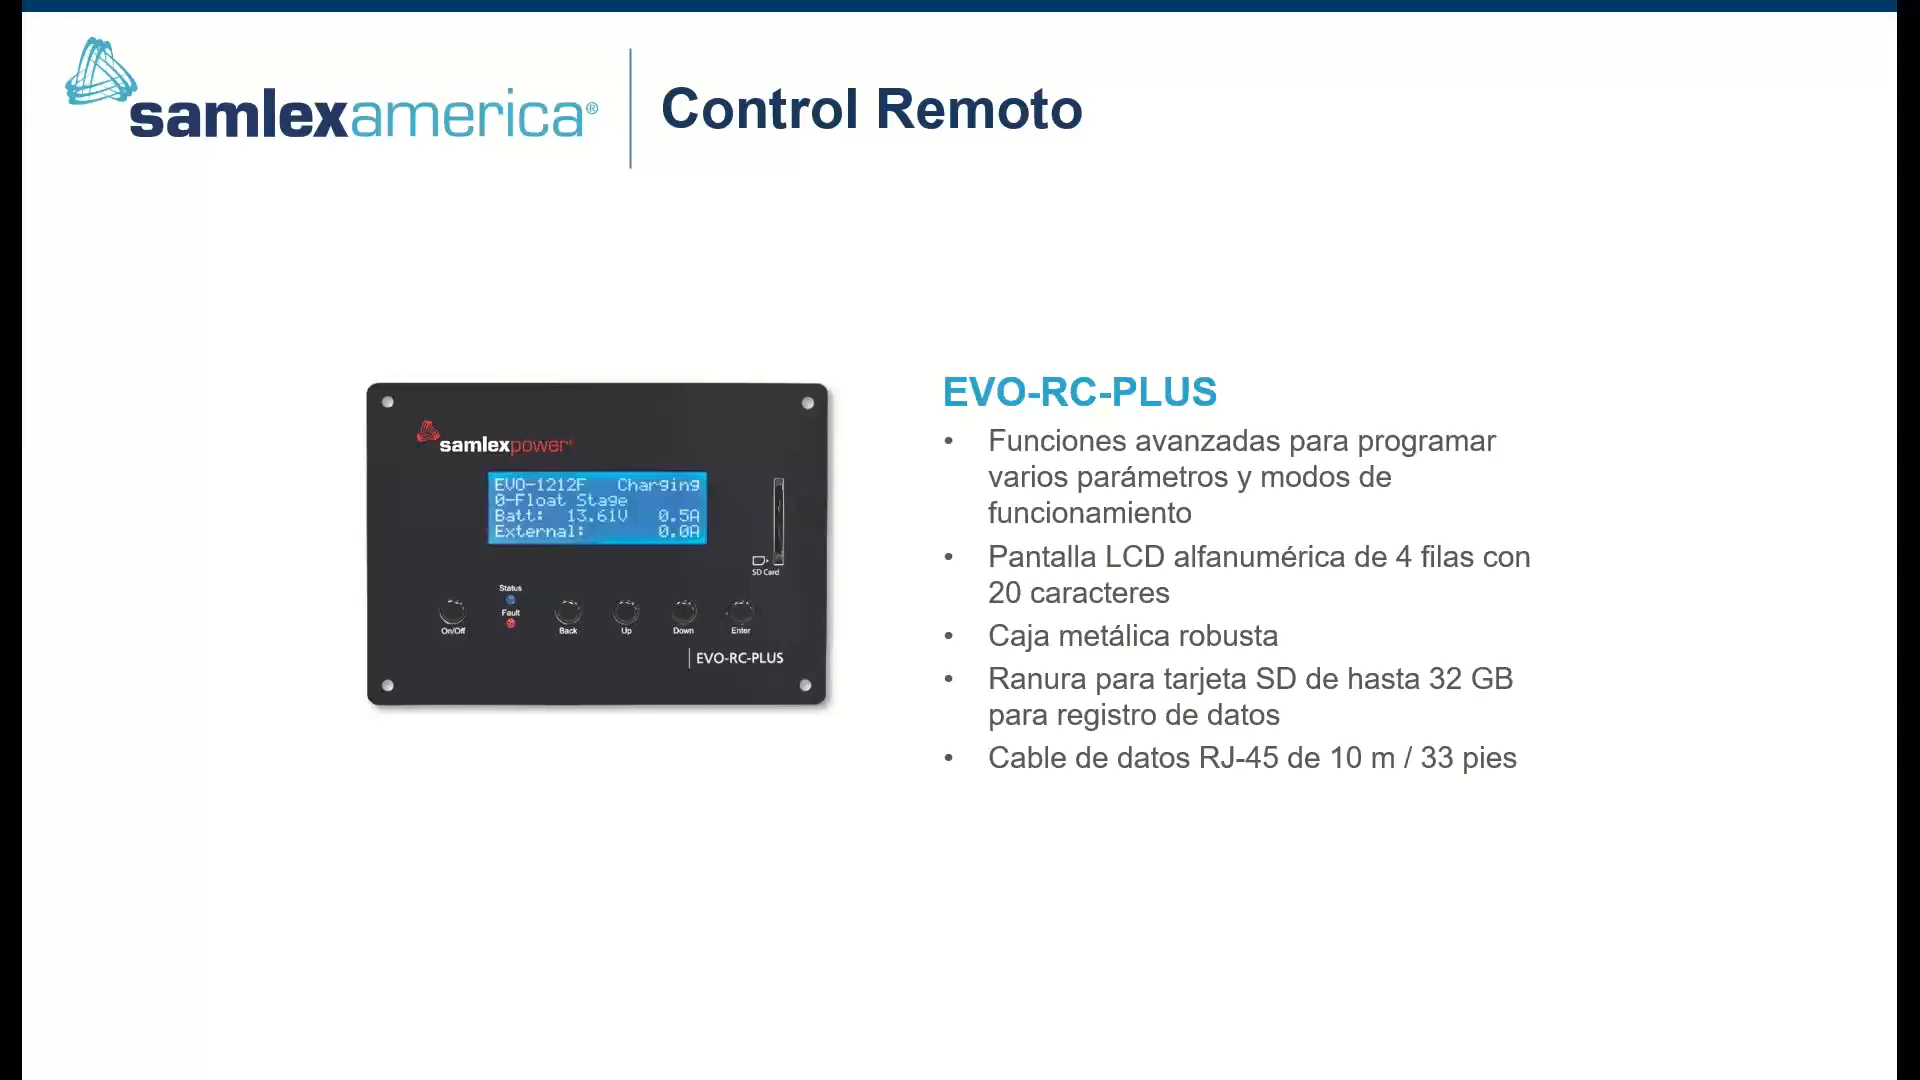 samlexamerica®
Control Remoto
samlexpower®
EVO-1212F Charging
0-Float Stage
Batt: 13.61V 0.5A
External: 0.0A
SD Card
Status
Fault
On/Off
Back
Up
Down
Enter
EVO-RC-PLUS
EVO-RC-PLUS
• Funciones avanzadas para programar
varios parámetros y modos de
funcionamiento
• Pantalla LCD alfanumérica de 4 filas con
20 caracteres
• Caja metálica robusta
• Ranura para tarjeta SD de hasta 32 GB
para registro de datos
• Cable de datos RJ-45 de 10 m / 33 pies